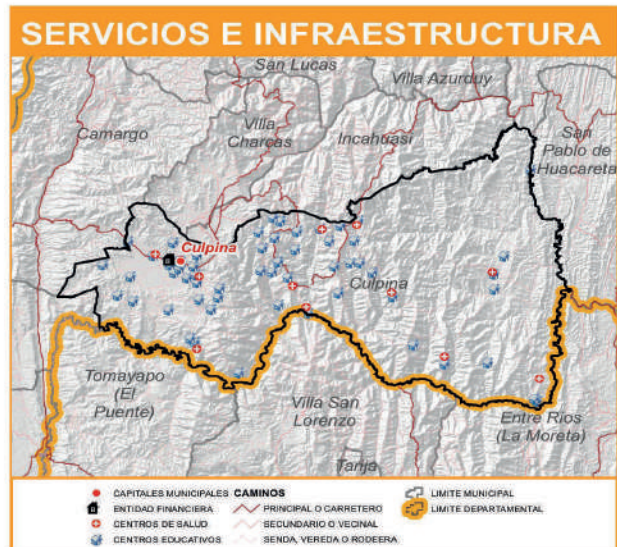 SERVICIOS E INFRAESTRUCTURA
San Lucas
Villa Azurduy
Camargo
Villa
Charcas
Incahuasi
San
Pablo de
Huacareta
Culpina
Culpina
Tomayapo
(El
Puente)
Villa San
Lorenzo
Entre Rios
(La Moreta)
Tarija
CAPITALES MUNICIPALES
ENTIDAD FINANCIERA
CENTROS DE SALUD
CENTROS EDUCATIVOS
CAMINOS
PRINCIPAL O CARRETERO
SECUNDARIO O VECINAL
SENDA, VEREDA O RODEERA
LIMITE MUNICIPAL
LIMITE DEPARTAMENTAL